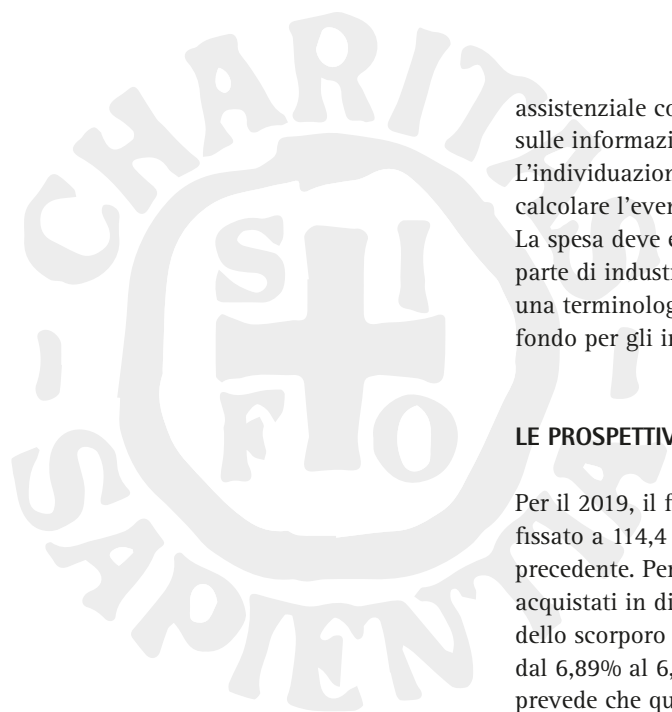 CHARITAS
S I
F O
SAPIENTIA
assistenziale co
sulle informazi
L'individuazion
calcolare l'even
La spesa deve e
parte di indust
una terminolog
fondo per gli in
LE PROSPETTIV
Per il 2019, il f
fissato a 114,4
precedente. Per
acquistati in di
dello scorporo
dal 6,89% al 6,
prevede che qu